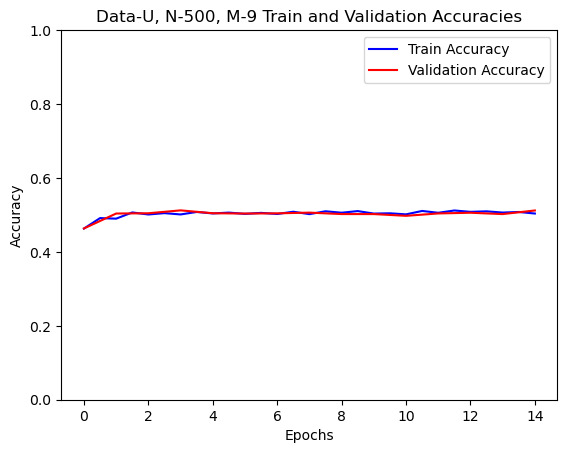 Data-U, N-500, M-9 Train and Validation Accuracies
1.0
0.8
0.6
0.4
0.2
0.0
Accuracy
Train Accuracy
Validation Accuracy
0 2 4 6 8 10 12 14
Epochs